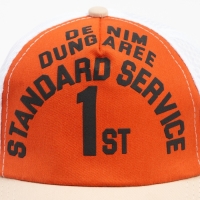 DE NIM
DUNGAREE
STANDARD SERVICE
1ST